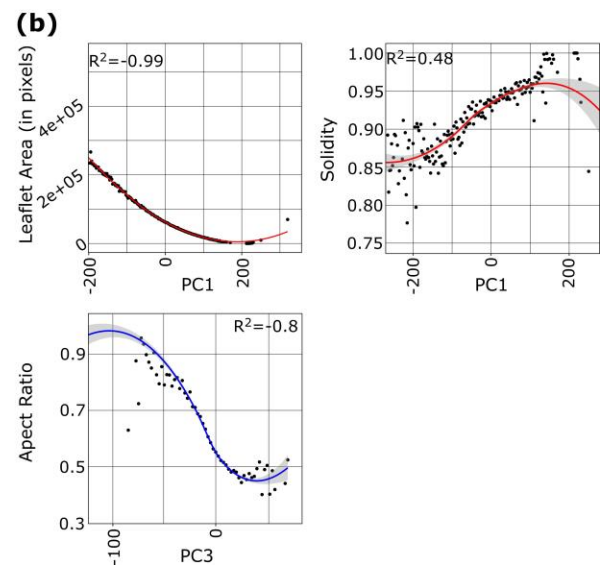 (b)
Leaflet Area (in pixels)
R²=-0.99
4e+05
2e+05
0
-200
0
200
PC1
Solidity
R²=0.48
1.00
0.95
0.90
0.85
0.80
0.75
-200
0
200
PC1
Apect Ratio
R²=-0.8
0.9
0.7
0.5
0.3
-100
0
PC3